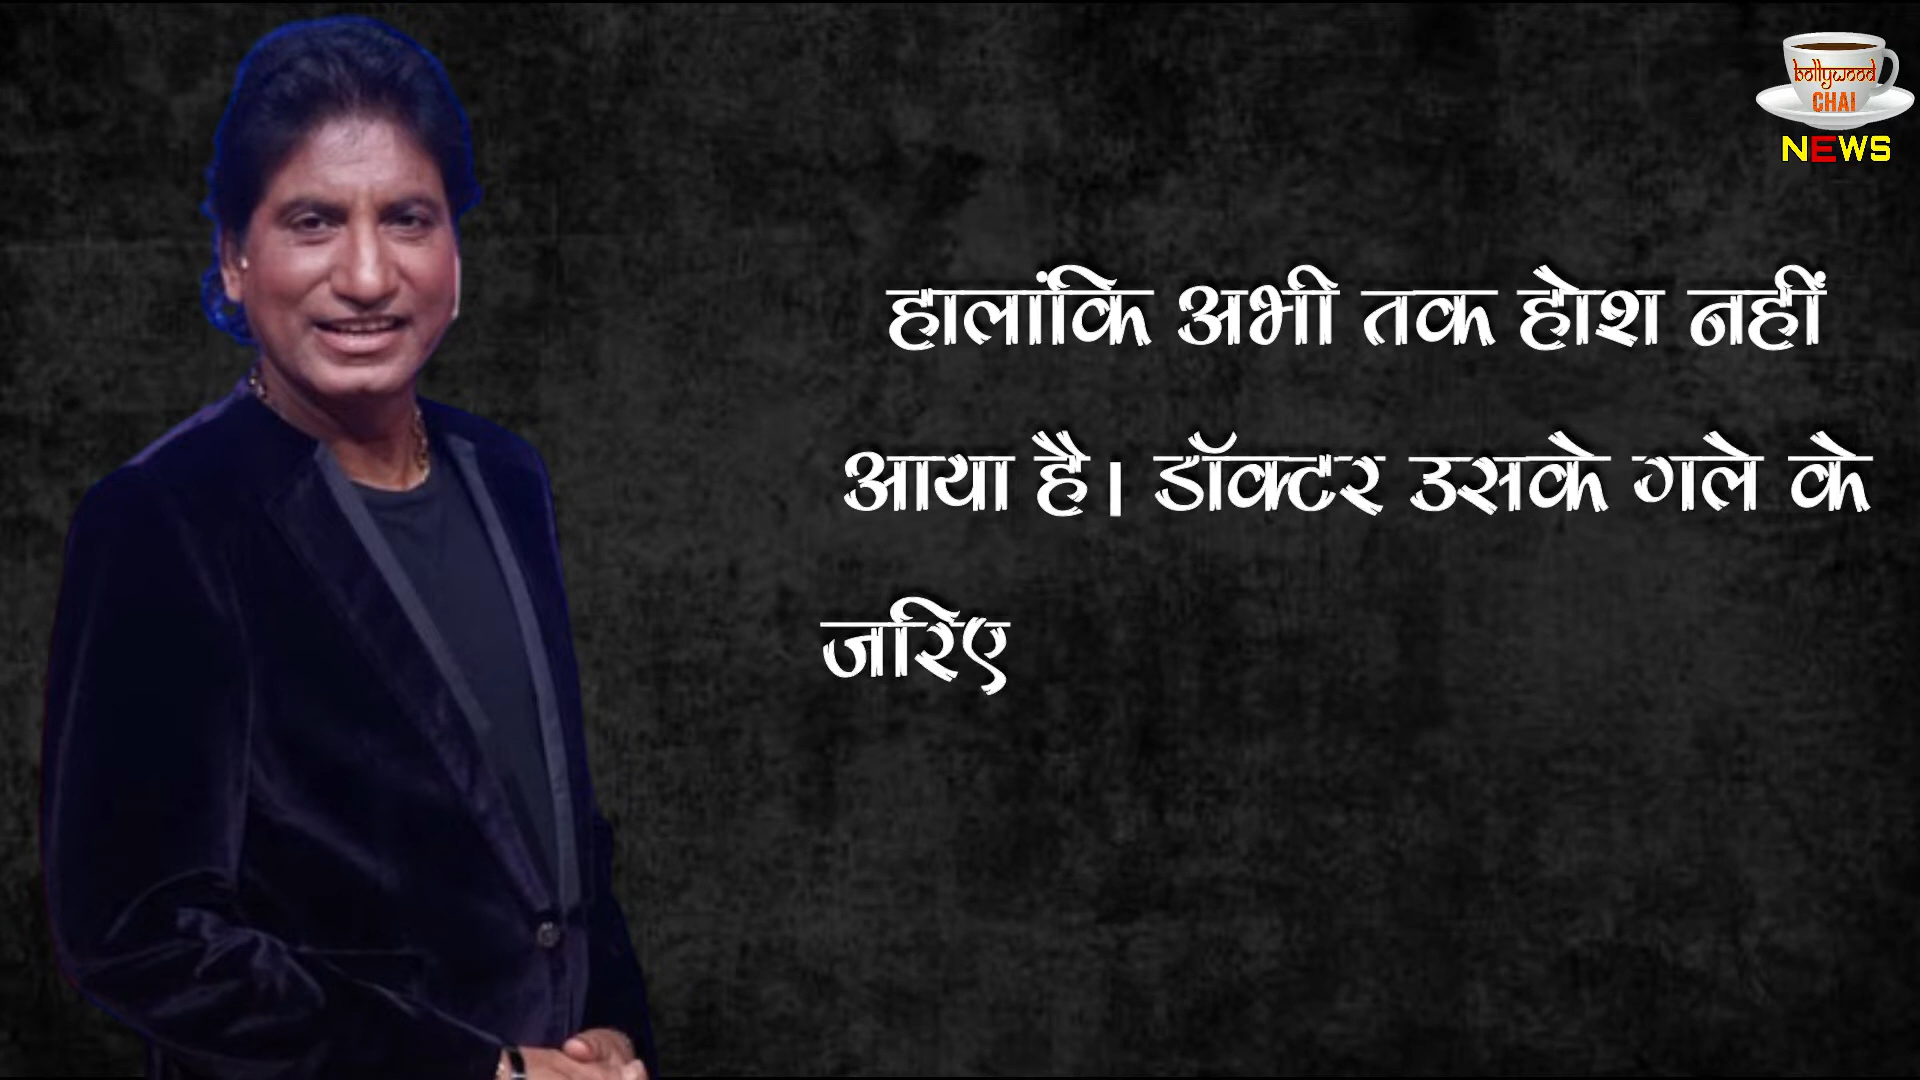 bollywood
CHAI
NEWS
हालांकि अभी तक होश नहीं
आया है। डॉक्टर उसके गले के
जरिए